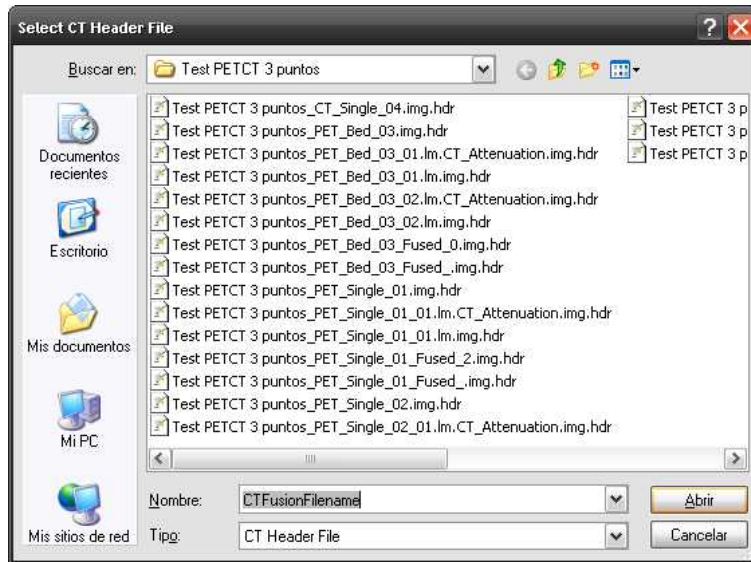 Select CT Header File
Buscar en: Test PETCT 3 puntos
Documentos
recientes
Escritorio
Mis documentos
Mi PC
Mis sitios de red
Test PETCT 3 puntos_CT_Single_04.img.hdr
Test PETCT 3 puntos_PET_Bed_03.img.hdr
Test PETCT 3 puntos_PET_Bed_03_01.lm.CT_Attenuation.img.hdr
Test PETCT 3 puntos_PET_Bed_03_01.lm.img.hdr
Test PETCT 3 puntos_PET_Bed_03_02.lm.CT_Attenuation.img.hdr
Test PETCT 3 puntos_PET_Bed_03_02.lm.img.hdr
Test PETCT 3 puntos_PET_Bed_03_Fused_0.img.hdr
Test PETCT 3 puntos_PET_Bed_03_Fused_.img.hdr
Test PETCT 3 puntos_PET_Single_01.img.hdr
Test PETCT 3 puntos_PET_Single_01_01.lm.CT_Attenuation.img.hdr
Test PETCT 3 puntos_PET_Single_01_01.lm.img.hdr
Test PETCT 3 puntos_PET_Single_01_Fused_2.img.hdr
Test PETCT 3 puntos_PET_Single_01_Fused_.img.hdr
Test PETCT 3 puntos_PET_Single_02.img.hdr
Test PETCT 3 puntos_PET_Single_02_01.lm.CT_Attenuation.img.hdr
Test PETCT 3 p
Test PETCT 3 p
Test PETCT 3 p
Nombre: CTFusionFilename Abrir
Tipo: CT Header File Cancelar